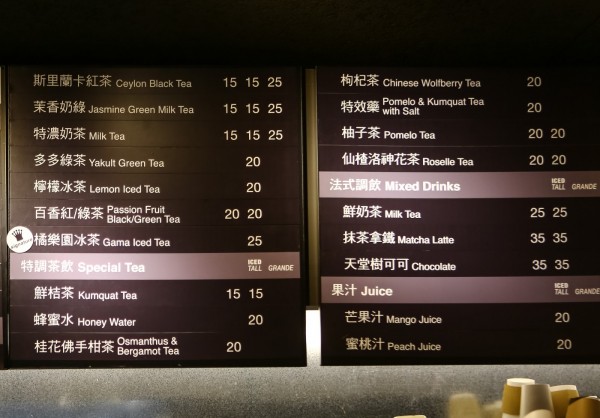 斯里蘭卡紅茶 Ceylon Black Tea 15 15 25
茉香奶綠 Jasmine Green Milk Tea 15 15 25
特濃奶茶 Milk Tea 15 15 25
多多綠茶 Yakult Green Tea 20
檸檬冰茶 Lemon Iced Tea 20
百香紅/綠茶 Passion Fruit
Black/Green Tea 20 20
橘樂園冰茶 Gama Iced Tea 25
特調茶飲 Special Tea ICED
TALL GRANDE
鮮桔茶 Kumquat Tea 15 15
蜂蜜水 Honey Water 20
桂花佛手柑茶 Osmanthus &
Bergamot Tea 20
枸杞茶 Chinese Wolfberry Tea 20
特效藥 Pomelo & Kumquat Tea
with Salt 20
柚子茶 Pomelo Tea 20 20
仙楂洛神花茶 Roselle Tea 20 20
法式調飲 Mixed Drinks ICED
TALL GRANDE
鮮奶茶 Milk Tea 25 25
抹茶拿鐵 Matcha Latte 35 35
天堂樹可可 Chocolate 35 35
果汁 Juice ICED
TALL GRANDE
芒果汁 Mango Juice 20
蜜桃汁 Peach Juice 20